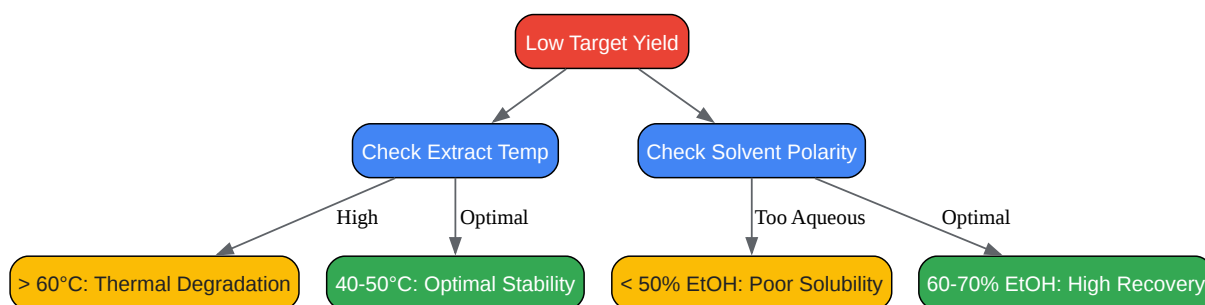 Low Target Yield
Check Extract Temp
Check Solvent Polarity
High
Optimal
Too Aqueous
Optimal
> 60°C: Thermal Degradation
40-50°C: Optimal Stability
< 50% EtOH: Poor Solubility
60-70% EtOH: High Recovery